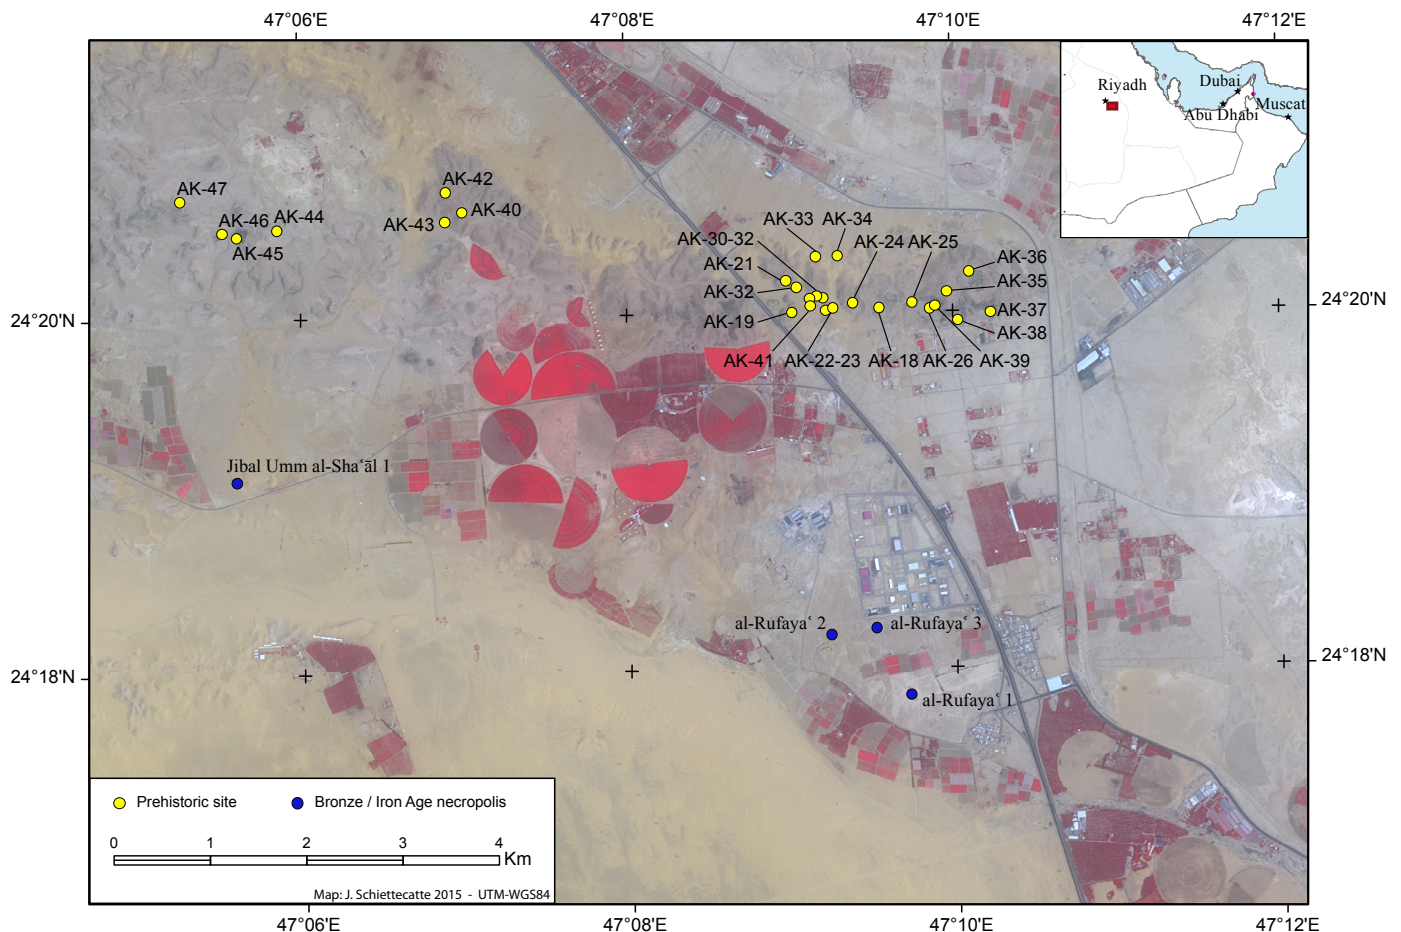 47°06'E 47°08'E 47°10'E 47°12'E
Riyadh
Dubai
Muscat
Abu Dhabi
AK-47
AK-46
AK-44
AK-45
AK-42
AK-40
AK-43
AK-33
AK-34
AK-30-32
AK-24
AK-25
AK-21
AK-36
AK-32
AK-35
AK-19
AK-37
AK-38
AK-41
AK-22-23
AK-18
AK-26
AK-39
24°20'N
24°20'N
Jibal Umm al-Shaʿāl 1
al-Rufayaʿ 2
al-Rufayaʿ 3
al-Rufayaʿ 1
24°18'N
24°18'N
Prehistoric site
Bronze / Iron Age necropolis
0 1 2 3 4
Km
Map: J. Schiettecatte 2015 - UTM-WGS84
47°06'E 47°08'E 47°10'E 47°12'E